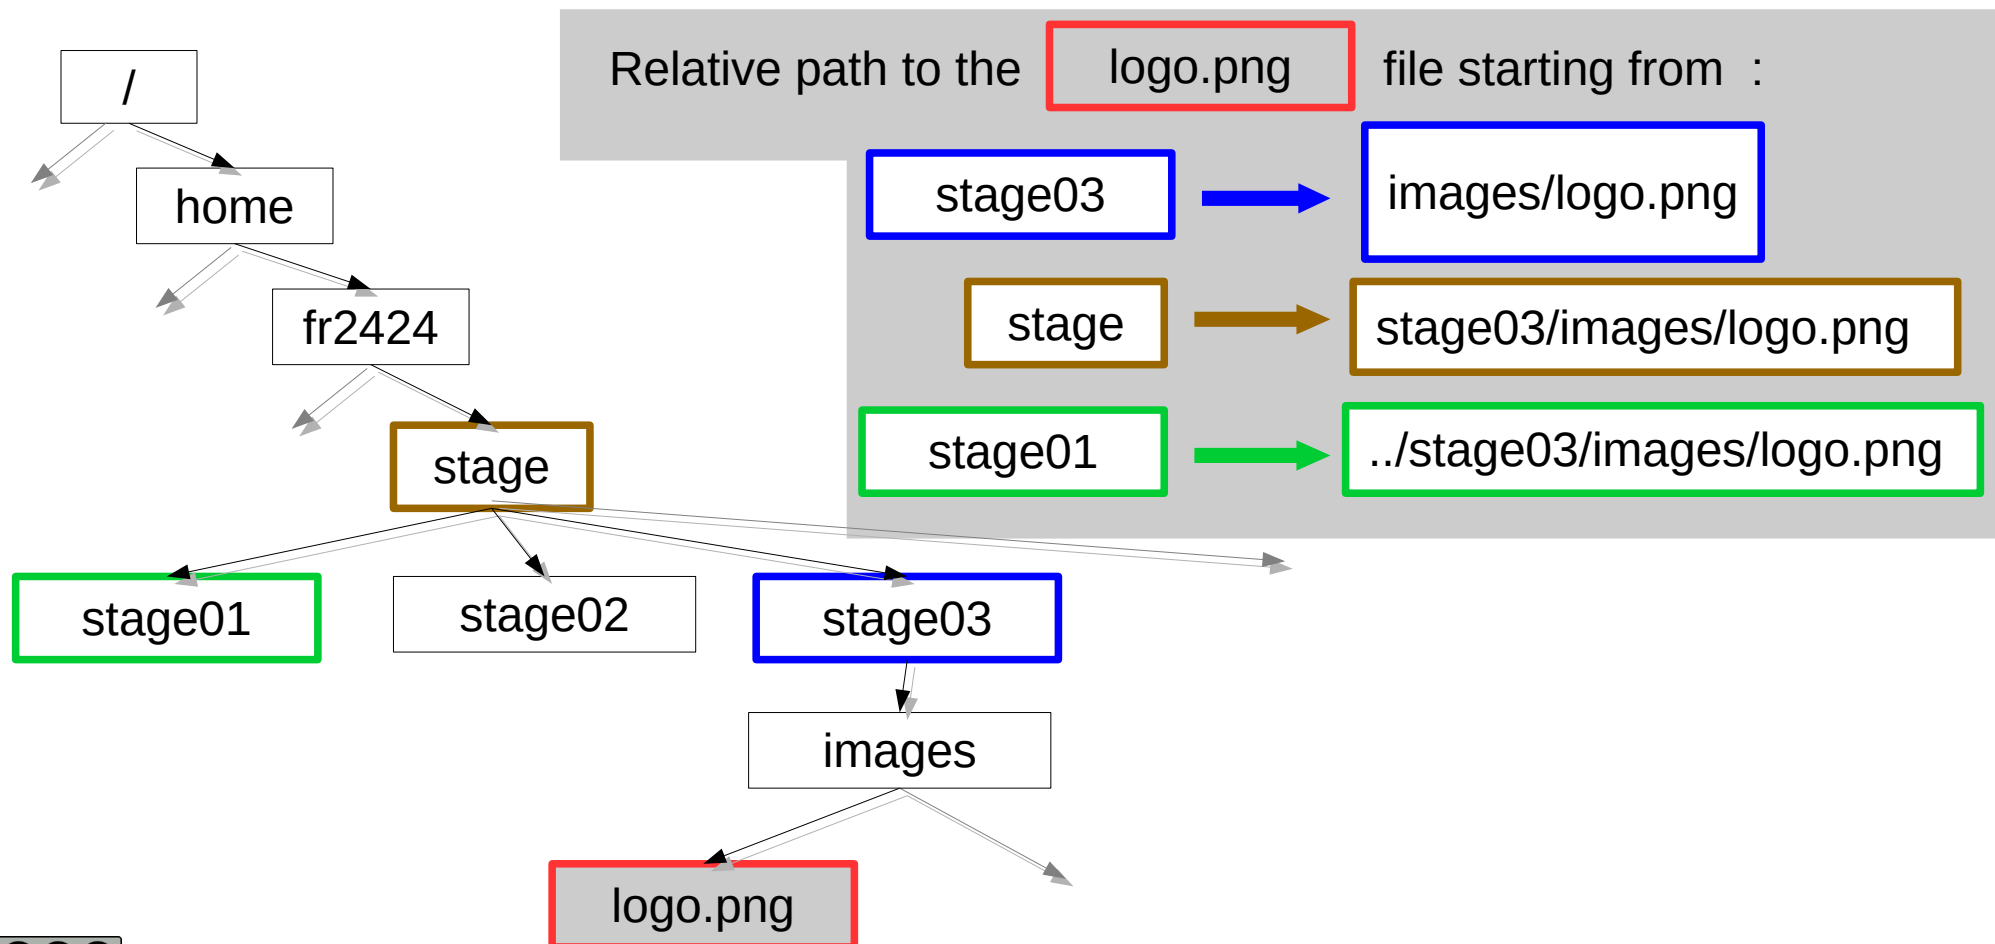 /
home
fr2424
stage
stage01
stage02
stage03
images
logo.png
Relative path to the logo.png file starting from :
stage03 images/logo.png
stage stage03/images/logo.png
stage01 ../stage03/images/logo.png